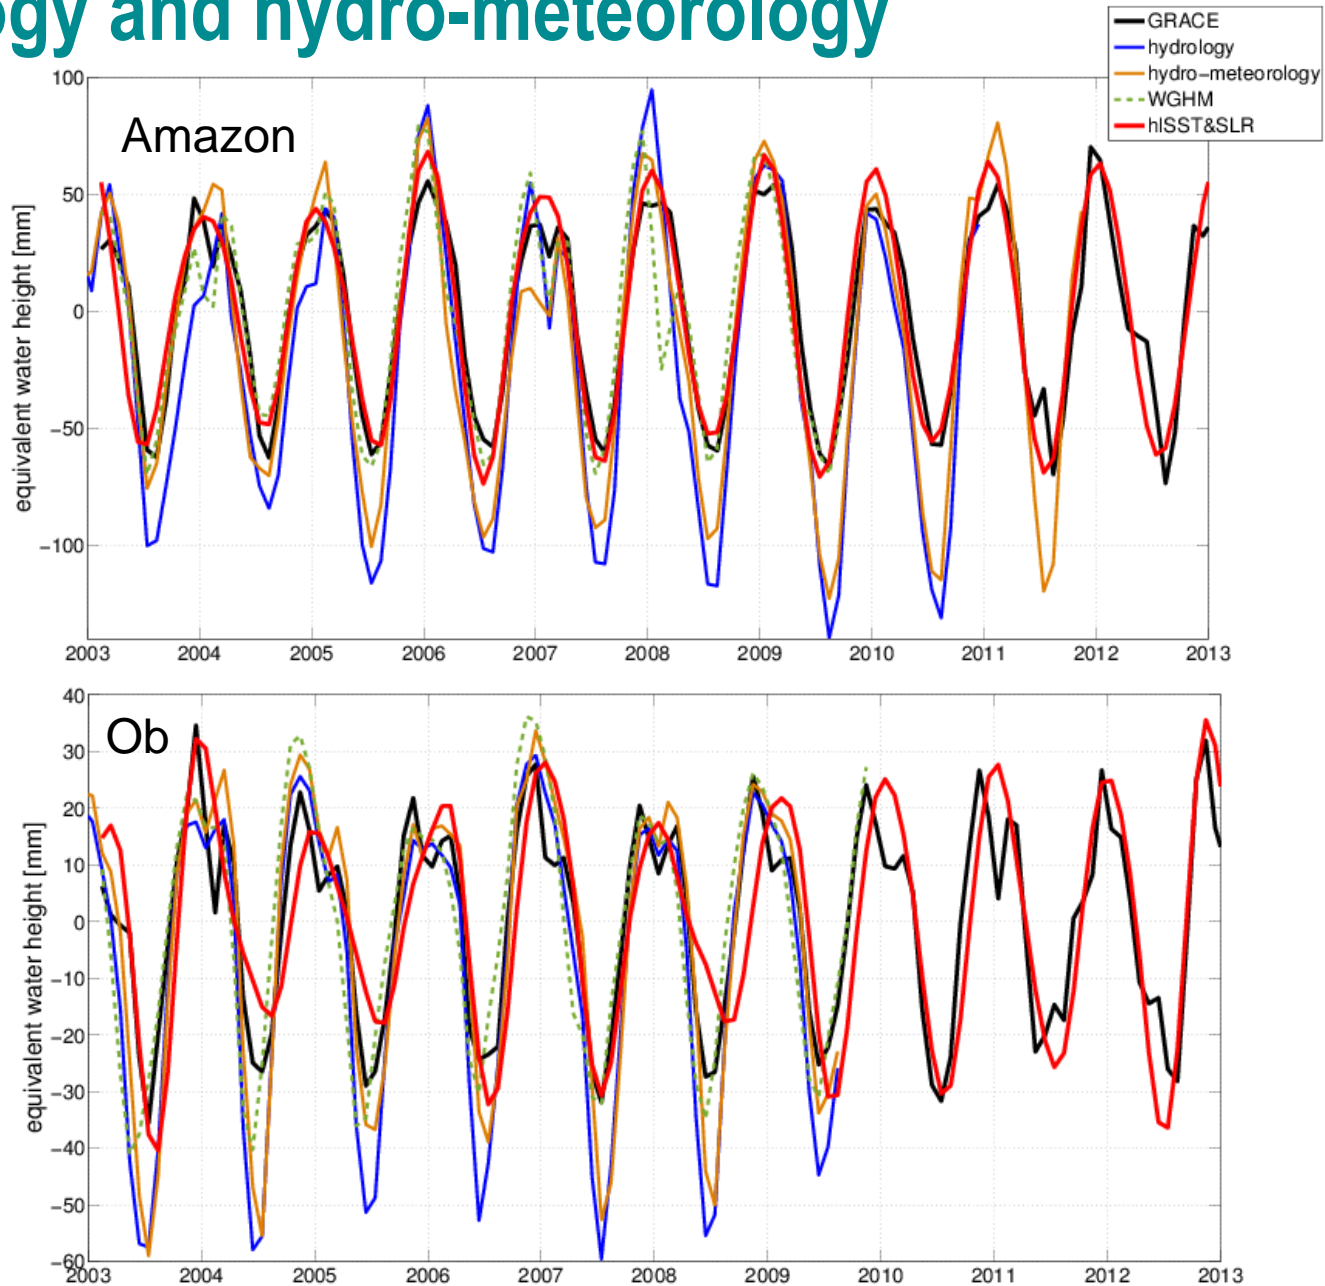 ogy and hydro-meteorology
GRACE
hydrology
hydro-meteorology
WGHM
hlSST&SLR
Amazon
equivalent water height [mm]
100
50
0
−50
−100
2003 2004 2005 2006 2007 2008 2009 2010 2011 2012 2013
Ob
equivalent water height [mm]
40
30
20
10
0
−10
−20
−30
−40
−50
−60
2003 2004 2005 2006 2007 2008 2009 2010 2011 2012 2013